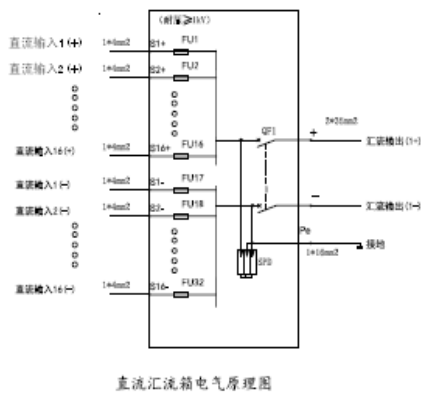 (耐压≥1kV)
直流输入1(+) 1*4mm2 S1+ FU1
直流输入2(+) 1*4mm2 S2+ FU2
直流输入16(+) 1*4mm2 S16+ FU16
QF1 + 2*25mm2 汇流输出(1+)
直流输入1(-) 1*4mm2 S1- FU17
直流输入2(-) 1*4mm2 S2- FU18
- 汇流输出(1-)
Pe 接地
SPD 1*16mm2
直流输入16(-) 1*4mm2 S16- FU32
直流汇流箱电气原理图